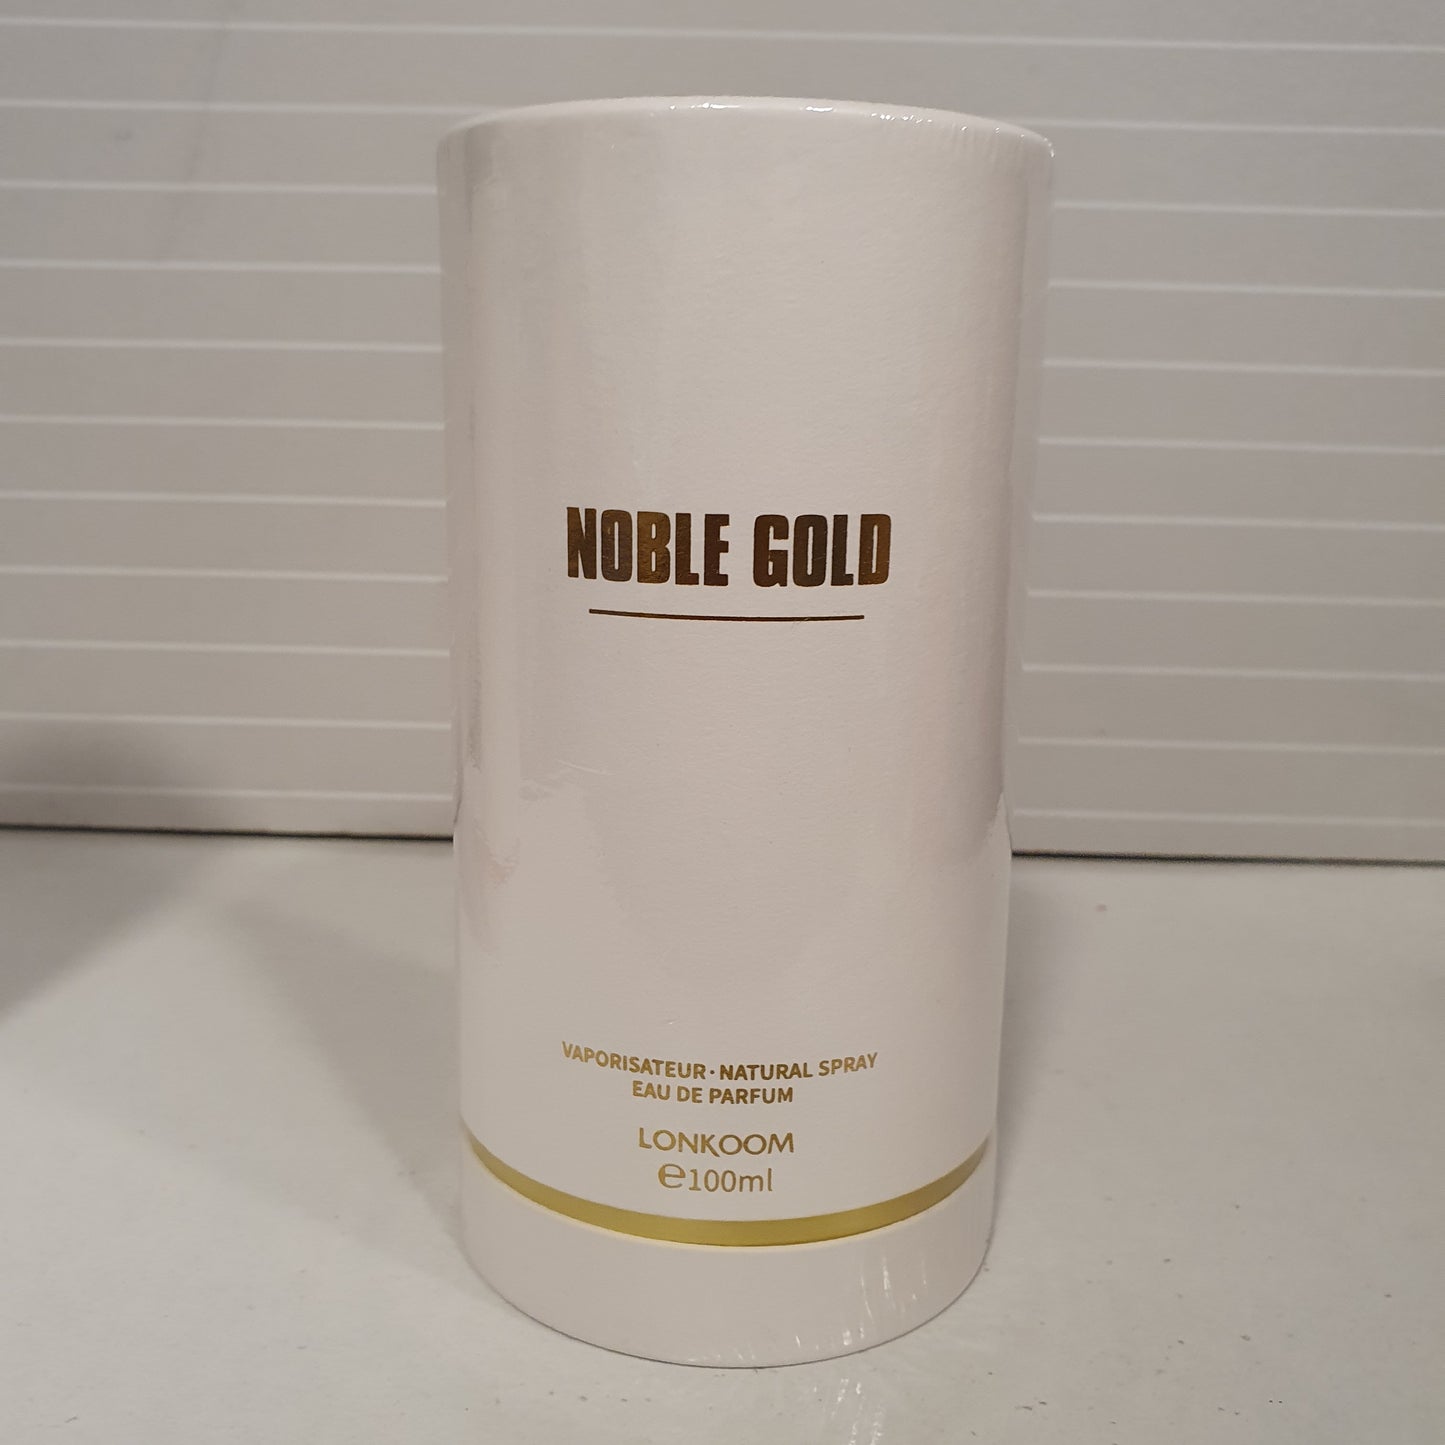 NOBLE GOLD
VAPORISATEUR · NATURAL SPRAY
EAU DE PARFUM
LONKOOM
℮100ml